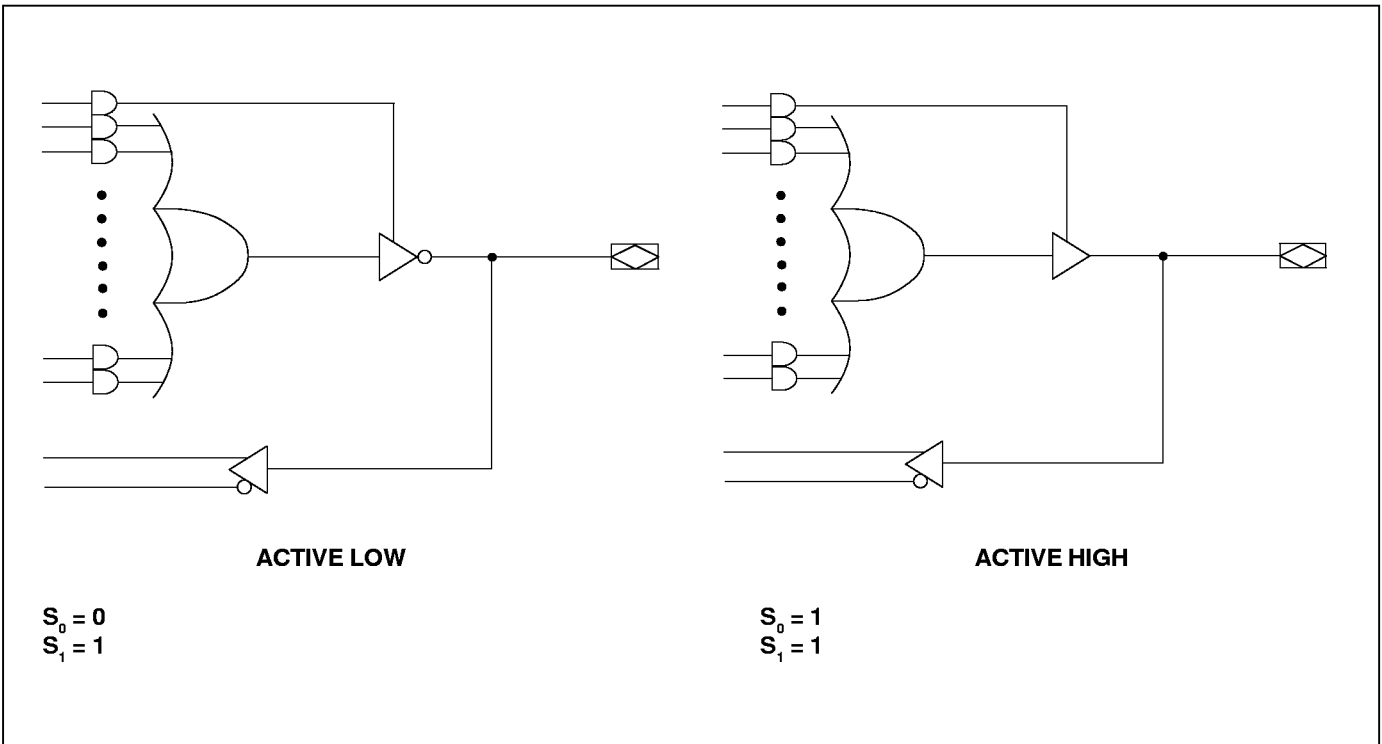 ACTIVE LOW
S₀ = 0
S₁ = 1
ACTIVE HIGH
S₀ = 1
S₁ = 1